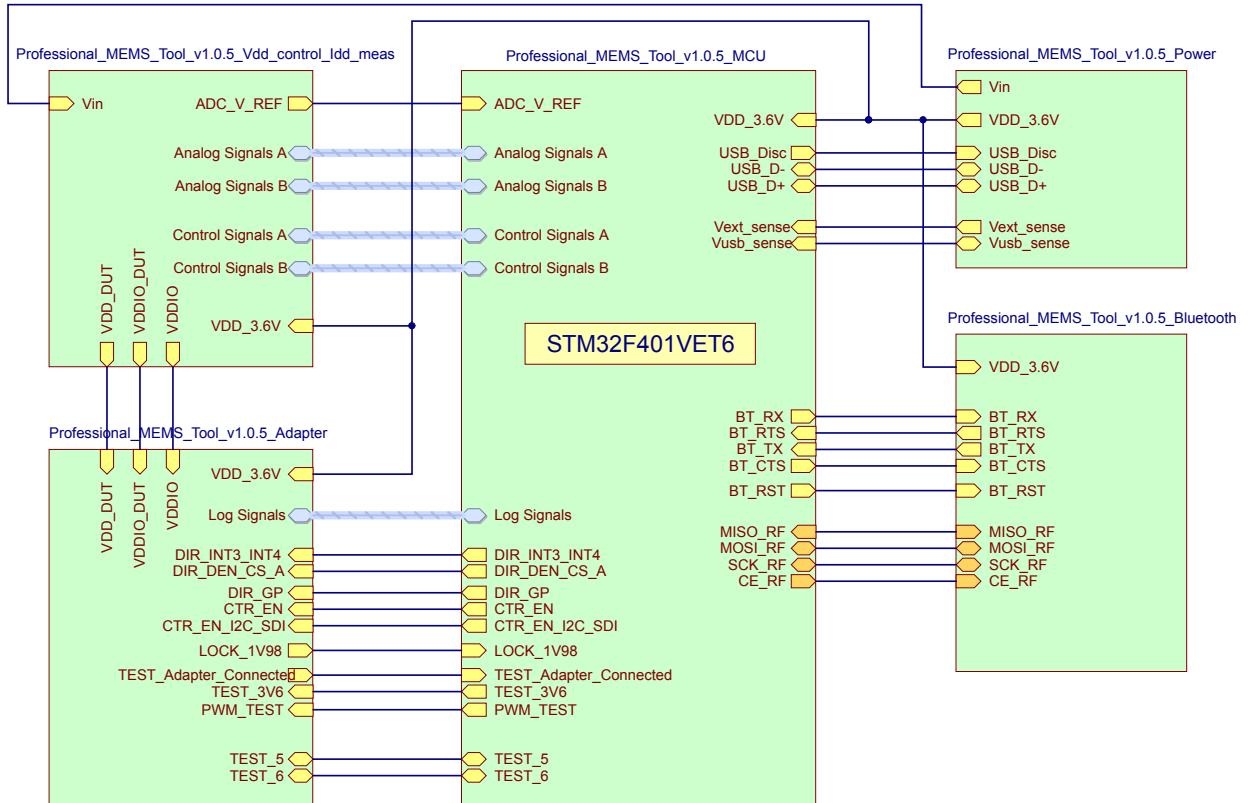 Professional_MEMS_Tool_v1.0.5_Vdd_control_Idd_meas
Vin
ADC_V_REF
Analog Signals A
Analog Signals B
Control Signals A
Control Signals B
VDD_3.6V
VDD_DUT
VDDIO_DUT
VDDIO
Professional_MEMS_Tool_v1.0.5_Adapter
VDD_DUT
VDDIO_DUT
VDDIO
VDD_3.6V
Log Signals
DIR_INT3_INT4
DIR_DEN_CS_A
DIR_GP
CTR_EN
CTR_EN_I2C_SDI
LOCK_1V98
TEST_Adapter_Connected
TEST_3V6
PWM_TEST
TEST_5
TEST_6
Professional_MEMS_Tool_v1.0.5_MCU
ADC_V_REF
Analog Signals A
Analog Signals B
Control Signals A
Control Signals B
STM32F401VET6
Log Signals
DIR_INT3_INT4
DIR_DEN_CS_A
DIR_GP
CTR_EN
CTR_EN_I2C_SDI
LOCK_1V98
TEST_Adapter_Connected
TEST_3V6
PWM_TEST
TEST_5
TEST_6
VDD_3.6V
USB_Disc
USB_D-
USB_D+
Vext_sense
Vusb_sense
BT_RX
BT_RTS
BT_TX
BT_CTS
BT_RST
MISO_RF
MOSI_RF
SCK_RF
CE_RF
Professional_MEMS_Tool_v1.0.5_Power
Vin
VDD_3.6V
USB_Disc
USB_D-
USB_D+
Vext_sense
Vusb_sense
Professional_MEMS_Tool_v1.0.5_Bluetooth
VDD_3.6V
BT_RX
BT_RTS
BT_TX
BT_CTS
BT_RST
MISO_RF
MOSI_RF
SCK_RF
CE_RF